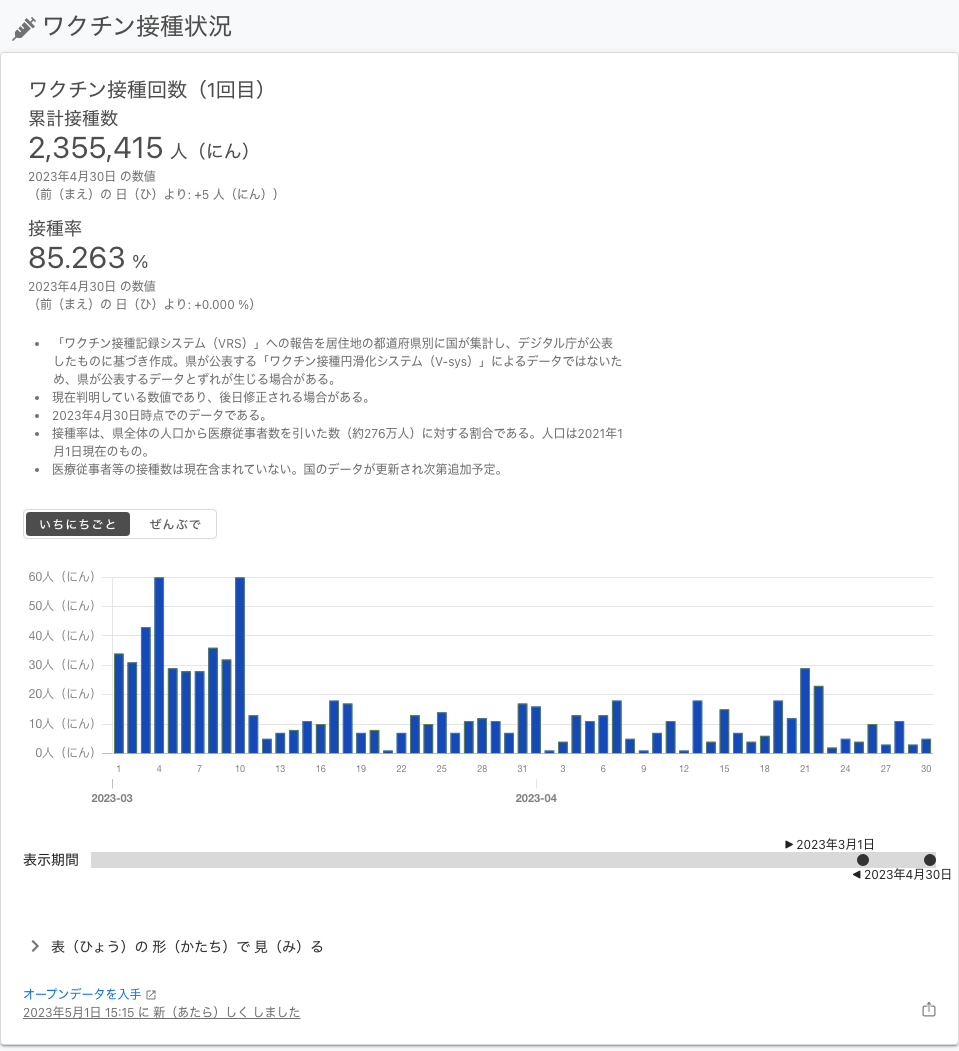 ワクチン接種状況
ワクチン接種回数（1回目）
累計接種数
2,355,415 人（にん）
2023年4月30日 の数値
（前（まえ）の 日（ひ）より: +5 人（にん））
接種率
85.263 %
2023年4月30日 の数値
（前（まえ）の 日（ひ）より: +0.000 %）
• 「ワクチン接種記録システム（VRS）」への報告を居住地の都道府県別に国が集計し、デジタル庁が公表
したものに基づき作成。県が公表する「ワクチン接種円滑化システム（V-sys）」によるデータではないた
め、県が公表するデータとずれが生じる場合がある。
• 現在判明している数値であり、後日修正される場合がある。
• 2023年4月30日時点でのデータである。
• 接種率は、県全体の人口から医療従事者数を引いた数（約276万人）に対する割合である。人口は2021年1
月1日現在のもの。
• 医療従事者等の接種数は現在含まれていない。国のデータが更新され次第追加予定。
いちにちごと ぜんぶで
60人（にん）
50人（にん）
40人（にん）
30人（にん）
20人（にん）
10人（にん）
0人（にん）
1 4 7 10 13 16 19 22 25 28 31 3 6 9 12 15 18 21 24 27 30
2023-03 2023-04
▶ 2023年3月1日
表示期間
◀ 2023年4月30日
表（ひょう）の 形（かたち）で 見（み）る
オープンデータを入手
2023年5月1日 15:15 に 新（あたら）しく しました